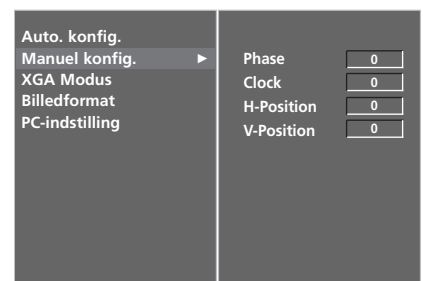 Auto. konfig.
Manuel konfig. ►
XGA Modus
Billedformat
PC-indstilling
Phase 0
Clock 0
H-Position 0
V-Position 0